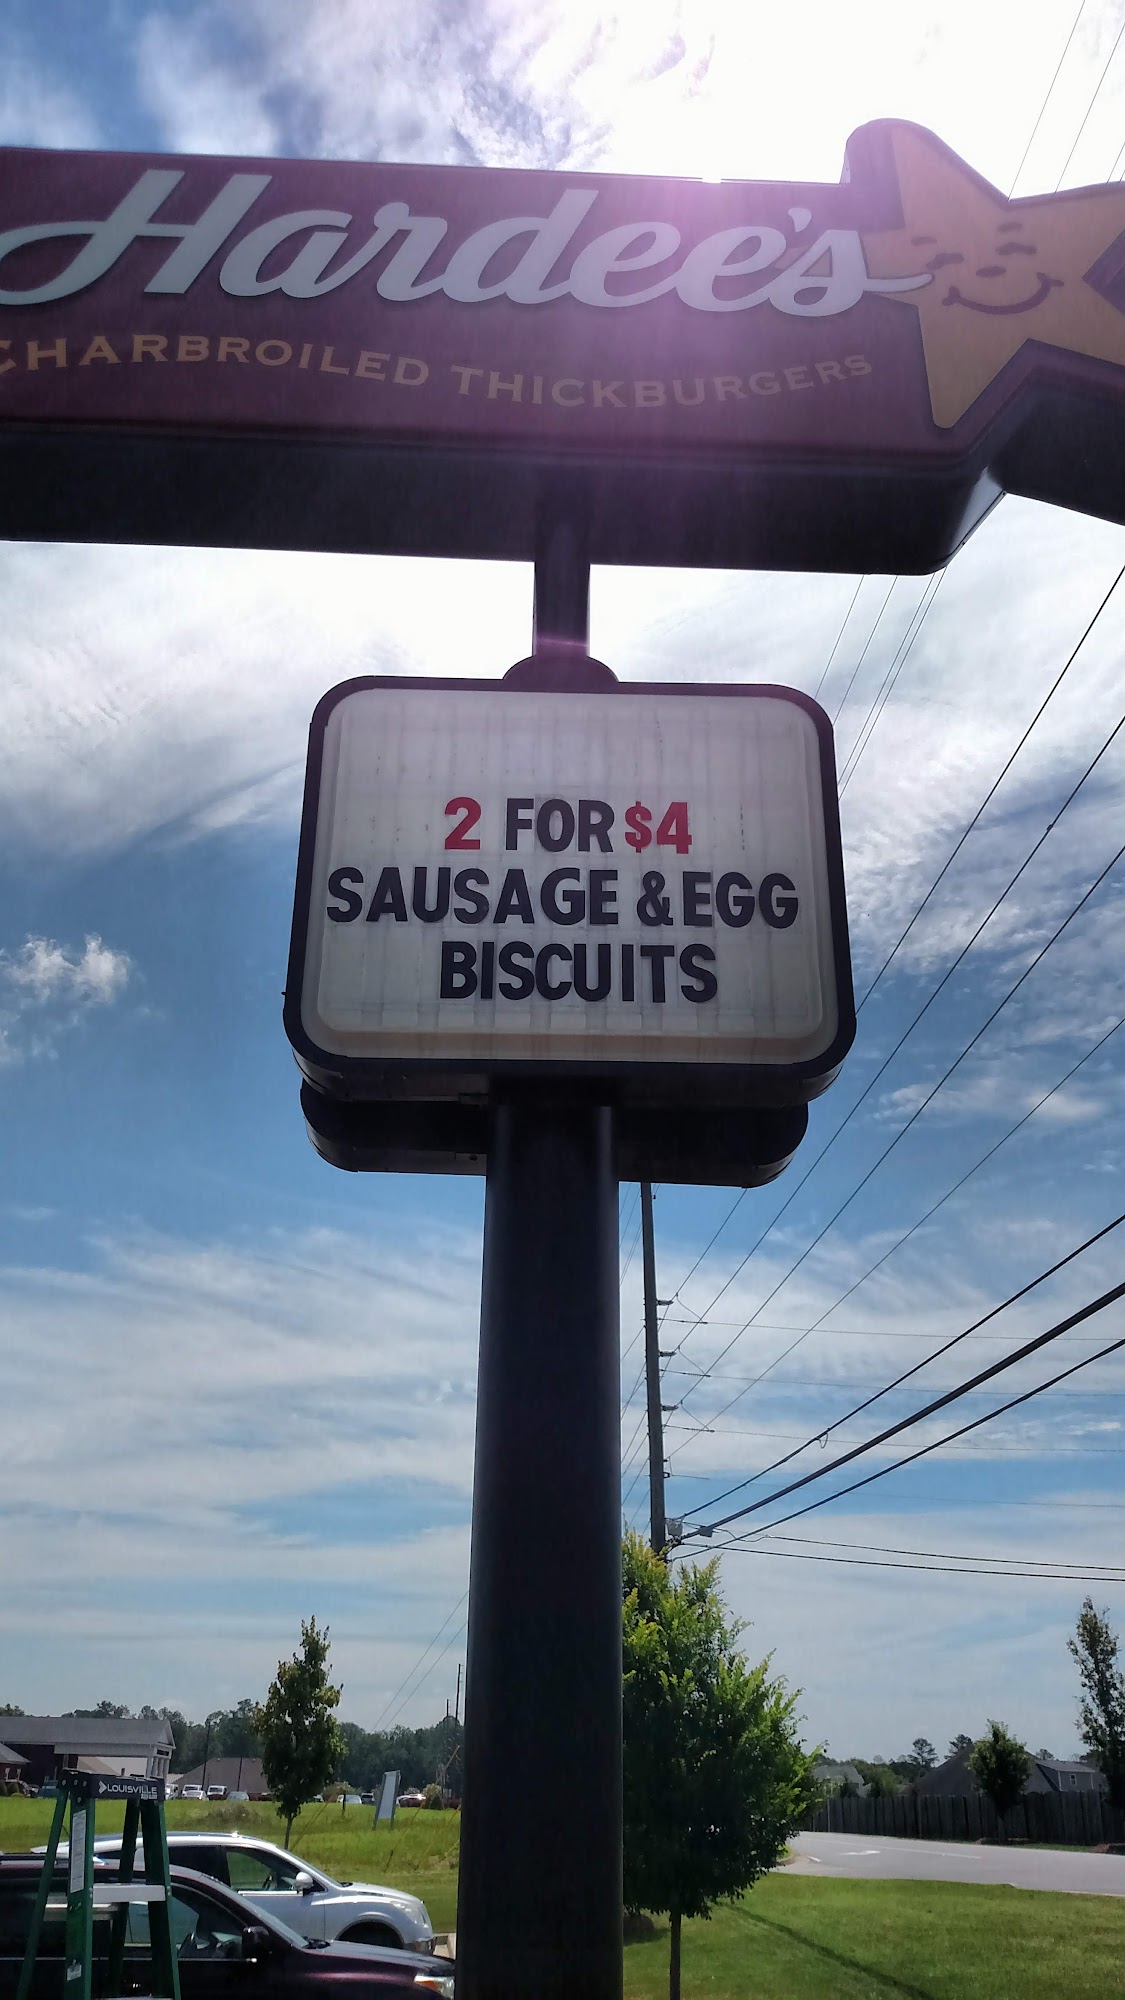 Hardee's
CHARBROILED THICKBURGERS
2 FOR $4
SAUSAGE & EGG
BISCUITS
LOUISVILLE